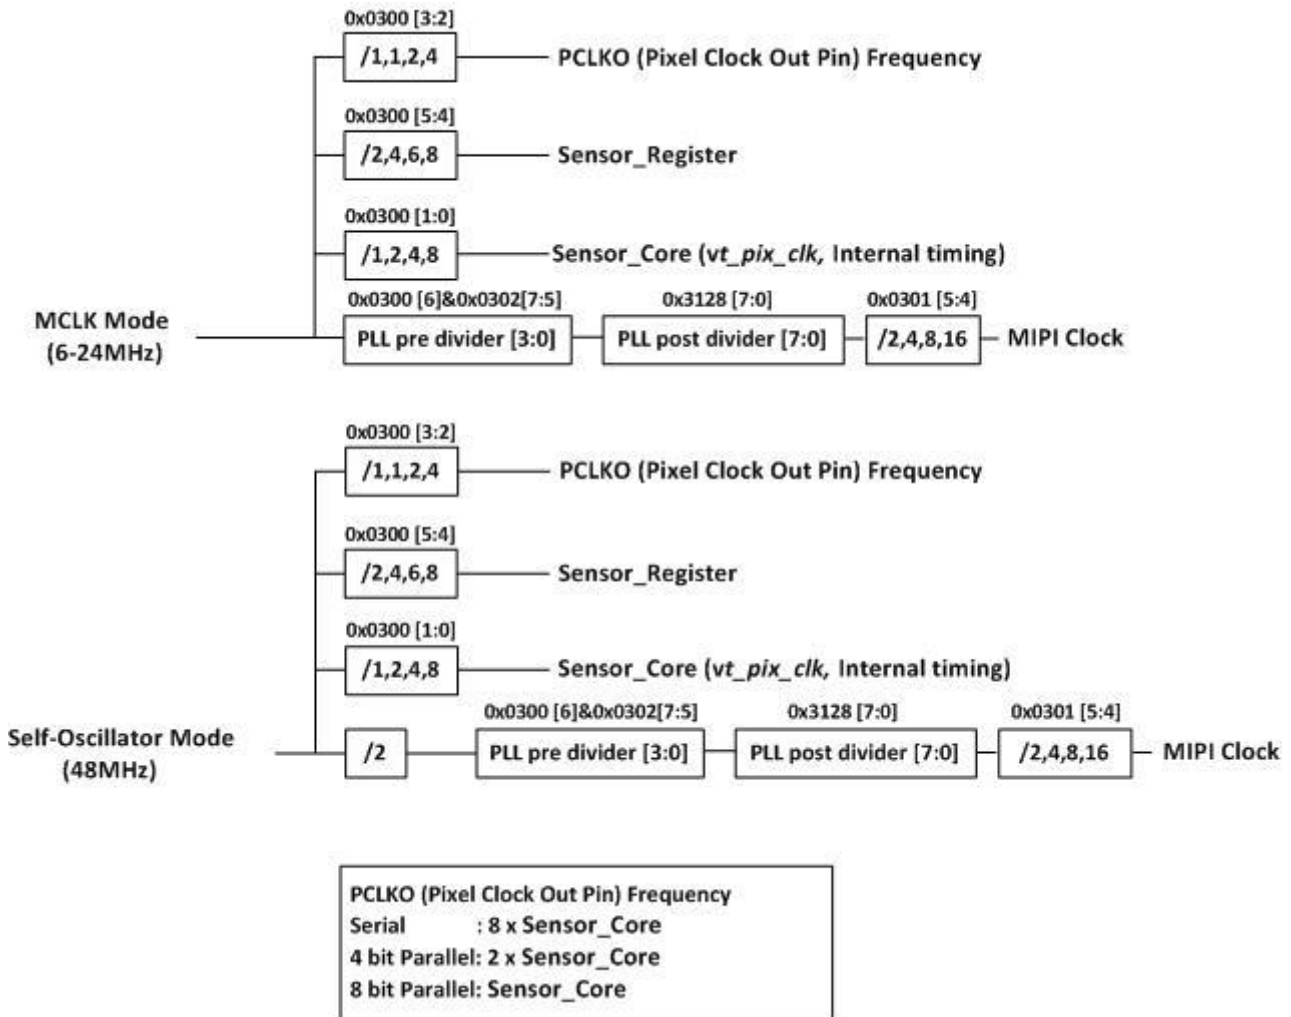 0x0300 [3:2]
/1,1,2,4
PCLKO (Pixel Clock Out Pin) Frequency
0x0300 [5:4]
/2,4,6,8
Sensor_Register
0x0300 [1:0]
/1,2,4,8
Sensor_Core (vt_pix_clk, Internal timing)
MCLK Mode
(6-24MHz)
0x0300 [6]&0x0302[7:5]
PLL pre divider [3:0]
0x3128 [7:0]
PLL post divider [7:0]
0x0301 [5:4]
/2,4,8,16
MIPI Clock
0x0300 [3:2]
/1,1,2,4
PCLKO (Pixel Clock Out Pin) Frequency
0x0300 [5:4]
/2,4,6,8
Sensor_Register
0x0300 [1:0]
/1,2,4,8
Sensor_Core (vt_pix_clk, Internal timing)
Self-Oscillator Mode
(48MHz)
/2
0x0300 [6]&0x0302[7:5]
PLL pre divider [3:0]
0x3128 [7:0]
PLL post divider [7:0]
0x0301 [5:4]
/2,4,8,16
MIPI Clock
PCLKO (Pixel Clock Out Pin) Frequency
Serial : 8 x Sensor_Core
4 bit Parallel: 2 x Sensor_Core
8 bit Parallel: Sensor_Core